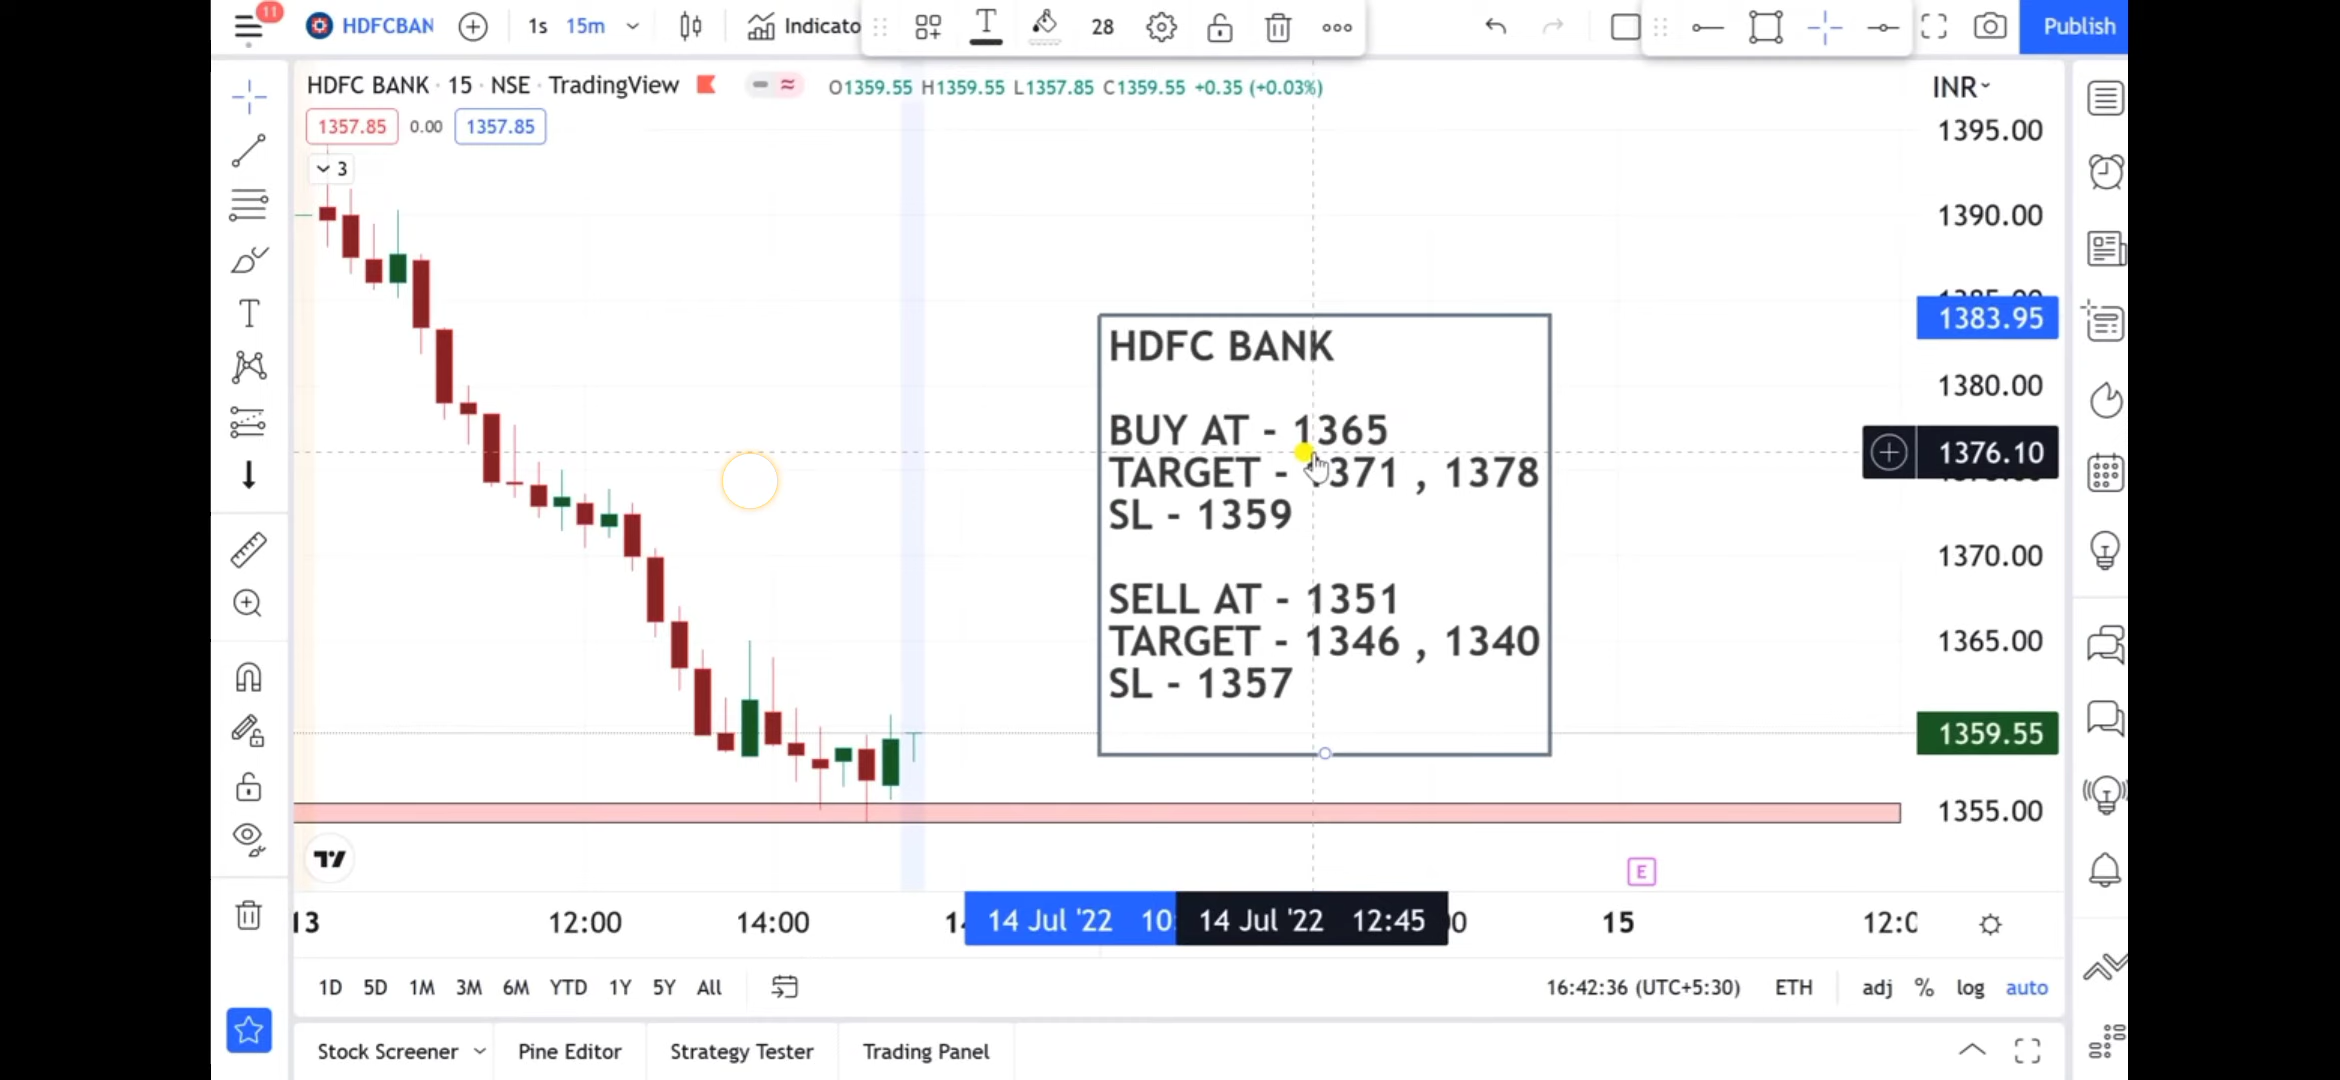 11
HDFCBAN
1s 15m
Indicato
28
Publish
HDFC BANK · 15 · NSE · TradingView
O1359.55 H1359.55 L1357.85 C1359.55 +0.35 (+0.03%)
INR
1357.85 0.00 1357.85
3
1395.00
1390.00
1383.95
1380.00
1376.10
1370.00
1365.00
1359.55
1355.00
HDFC BANK
BUY AT - 1365
TARGET - 1371 , 1378
SL - 1359
SELL AT - 1351
TARGET - 1346 , 1340
SL - 1357
E
13 12:00 14:00 14 Jul '22 10: 14 Jul '22 12:45 15 12:0
1D 5D 1M 3M 6M YTD 1Y 5Y All
16:42:36 (UTC+5:30) ETH adj % log auto
Stock Screener Pine Editor Strategy Tester Trading Panel